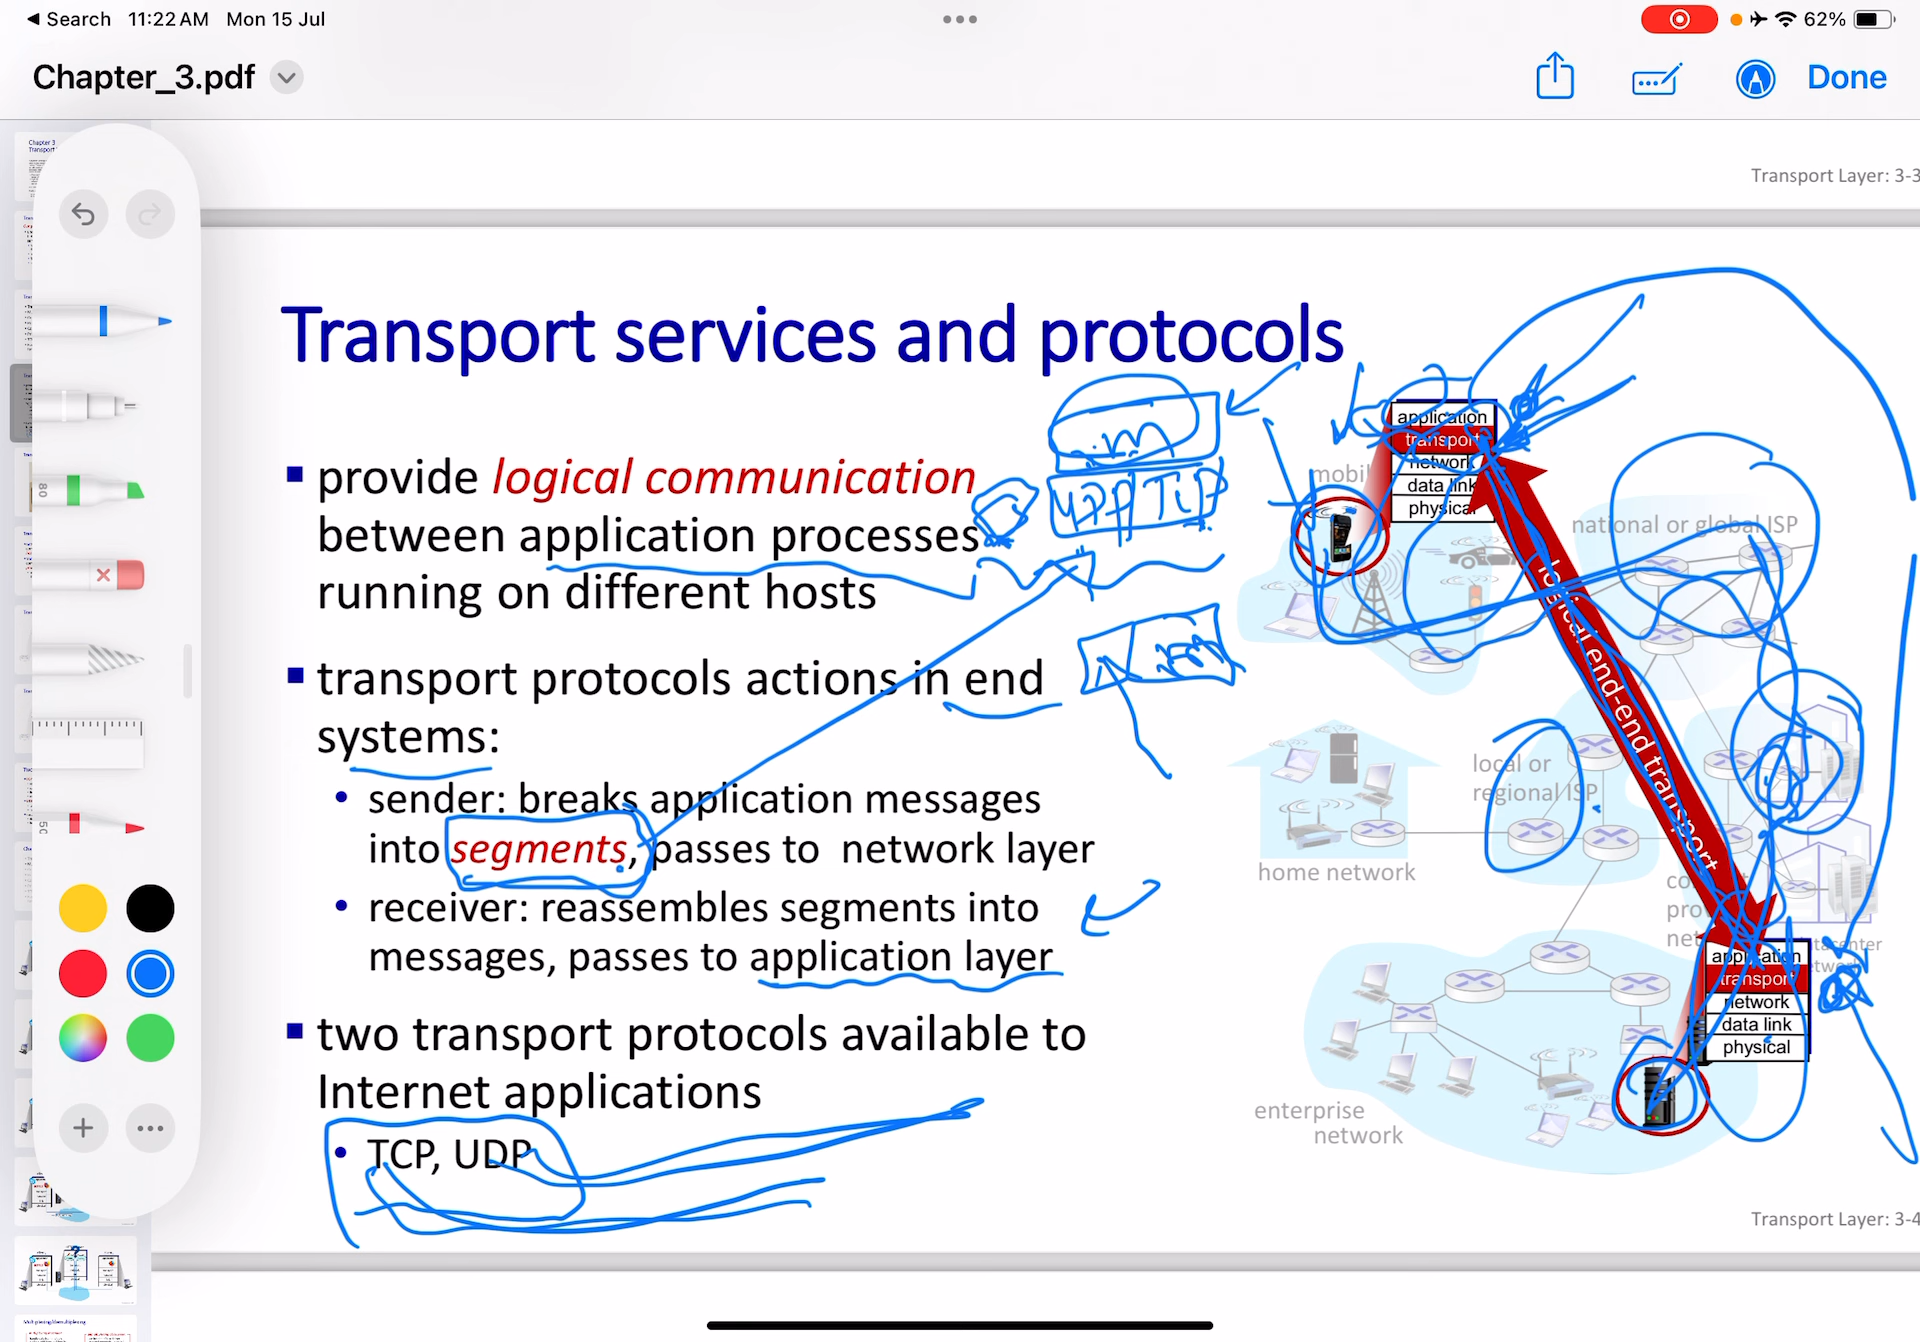 Search 11:22 AM Mon 15 Jul
62%
Chapter_3.pdf
Done
Transport Layer: 3-3
Transport services and protocols
▪ provide logical communication
between application processes
running on different hosts
▪ transport protocols actions in end
systems:
• sender: breaks application messages
into segments, passes to network layer
• receiver: reassembles segments into
messages, passes to application layer
▪ two transport protocols available to
Internet applications
• TCP, UDP
application
transport
network
data link
physical
national or global ISP
logical end-end transport
local or
regional ISP
home network
enterprise
network
application
transport
network
data link
physical
Transport Layer: 3-4
80
Chapter 3